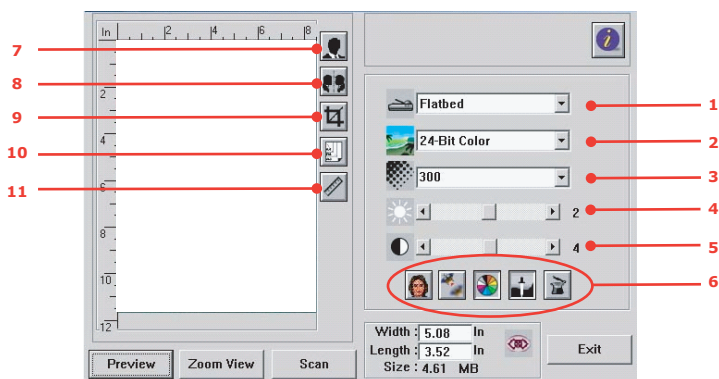 In 2 4 6 8
2
4
6
8
10
12
7
8
9
10
11
i
Flatbed
24-Bit Color
300
2
4
1
2
3
4
5
6
Width : 5.08 In
Length : 3.52 In
Size : 4.61 MB
Preview
Zoom View
Scan
Exit